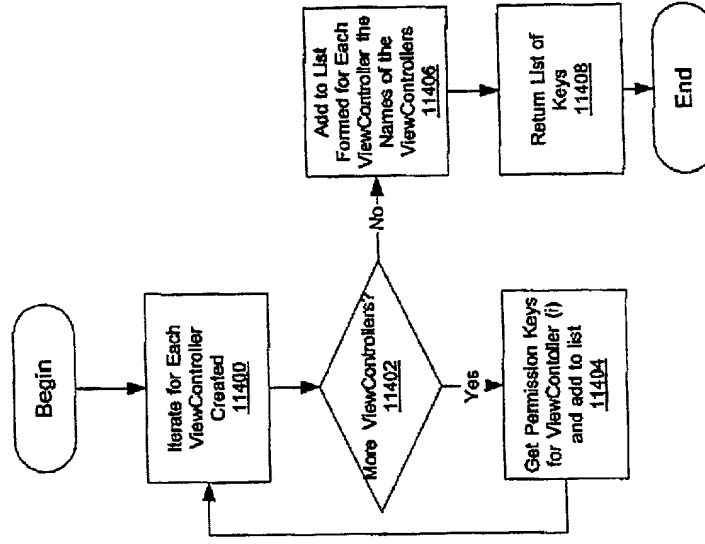 Begin
Iterate for Each
ViewController
Created
11400
More ViewControllers?
11402
Yes
No
Get Permission Keys
for ViewContoller (i)
and add to list
11404
Add to List
Formed for Each
ViewController the
Names of the
ViewControllers
11406
Return List of
Keys
11408
End